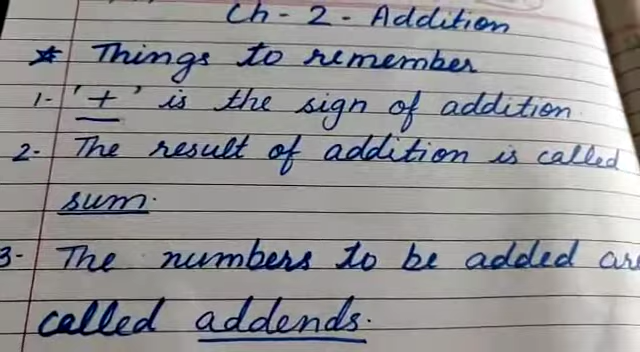 Ch - 2 - Addition
* Things to remember
1- '+' is the sign of addition.
2- The result of addition is called
sum.
3- The numbers to be added are
called addends.